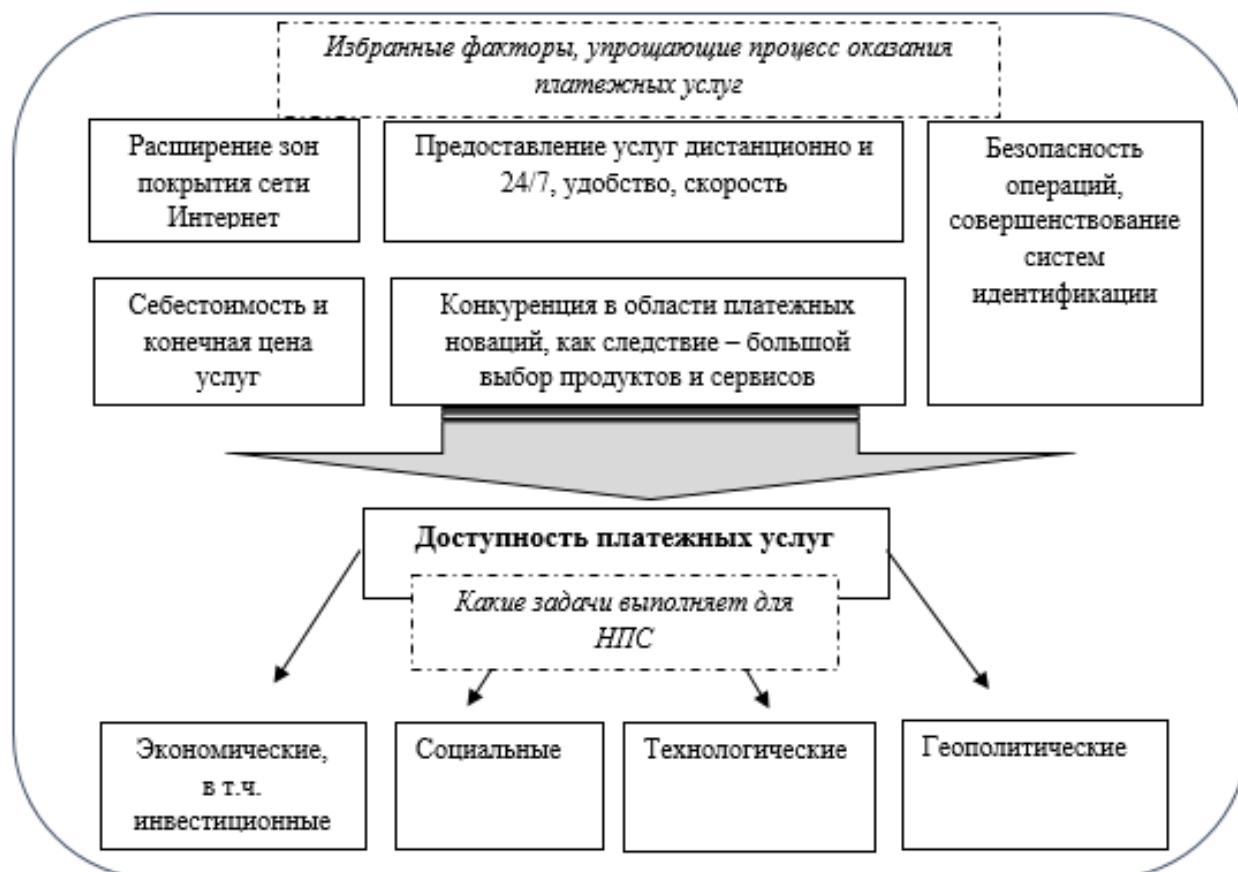 Избранные факторы, упрощающие процесс оказания
платежных услуг
Расширение зон
покрытия сети
Интернет
Предоставление услуг дистанционно и
24/7, удобство, скорость
Безопасность
операций,
совершенствование
систем
идентификации
Себестоимость и
конечная цена
услуг
Конкуренция в области платежных
новаций, как следствие – большой
выбор продуктов и сервисов
Доступность платежных услуг
Какие задачи выполняет для
НПС
Экономические,
в т.ч.
инвестиционные
Социальные
Технологические
Геополитические